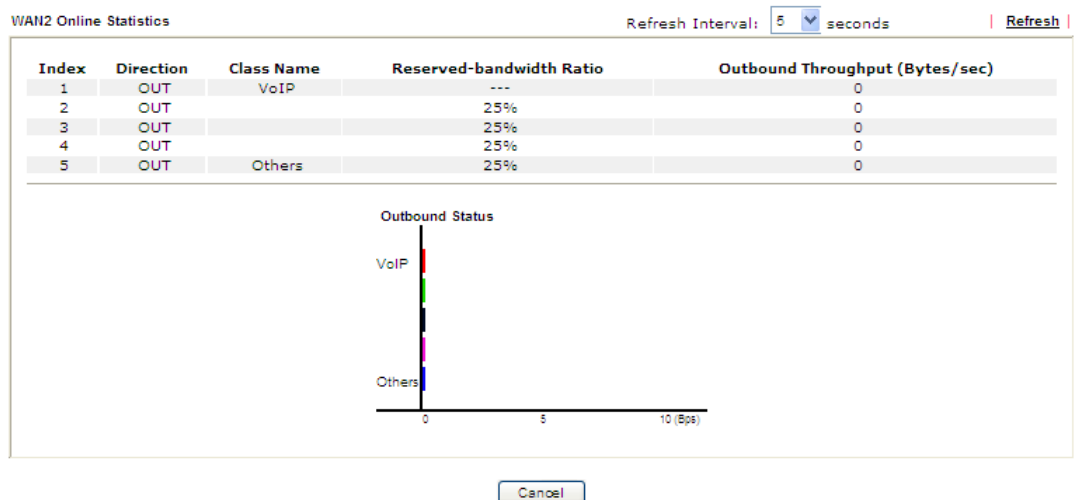 WAN2 Online Statistics Refresh Interval: 5 seconds | Refresh |
Index Direction Class Name Reserved-bandwidth Ratio Outbound Throughput (Bytes/sec)
1 OUT VoIP --- 0
2 OUT 25% 0
3 OUT 25% 0
4 OUT 25% 0
5 OUT Others 25% 0
Outbound Status
VoIP
Others
0 5 10 (Bps)
Cancel